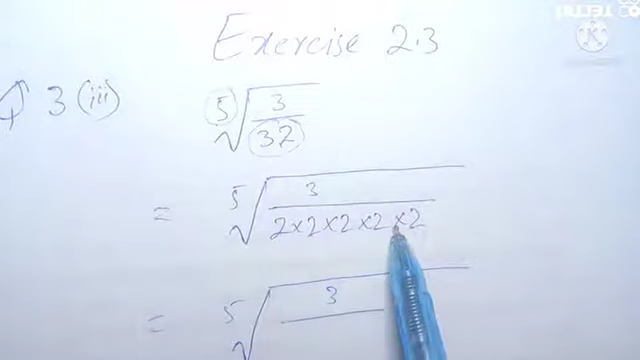 Exercise 2.3
Q 3 (iii) ⁵√(3/32)
= ⁵√(3/(2×2×2×2×2))
= ⁵√(3/